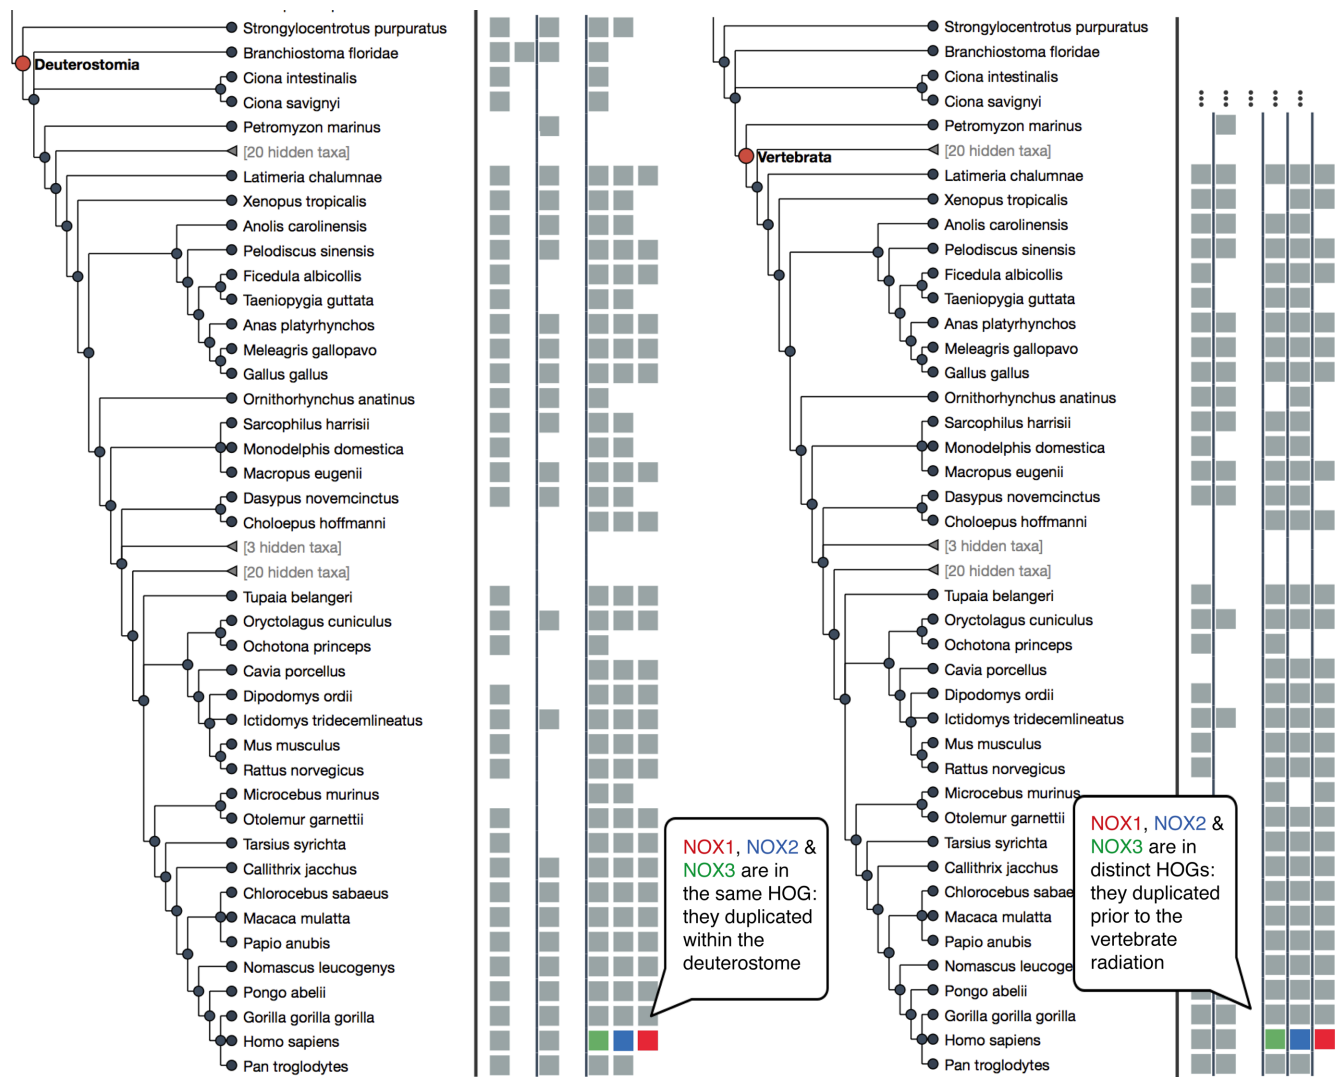 Strongylocentrotus purpuratus
Branchiostoma floridae
Deuterostomia
Ciona intestinalis
Ciona savignyi
Petromyzon marinus
[20 hidden taxa]
Latimeria chalumnae
Xenopus tropicalis
Anolis carolinensis
Pelodiscus sinensis
Ficedula albicollis
Taeniopygia guttata
Anas platyrhynchos
Meleagris gallopavo
Gallus gallus
Ornithorhynchus anatinus
Sarcophilus harrisii
Monodelphis domestica
Macropus eugenii
Dasypus novemcinctus
Choloepus hoffmanni
[3 hidden taxa]
[20 hidden taxa]
Tupaia belangeri
Oryctolagus cuniculus
Ochotona princeps
Cavia porcellus
Dipodomys ordii
Ictidomys tridecemlineatus
Mus musculus
Rattus norvegicus
Microcebus murinus
Otolemur garnettii
Tarsius syrichta
Callithrix jacchus
Chlorocebus sabaeus
Macaca mulatta
Papio anubis
Nomascus leucogenys
Pongo abelii
Gorilla gorilla gorilla
Homo sapiens
Pan troglodytes
NOX1, NOX2 &
NOX3 are in
the same HOG:
they duplicated
within the
deuterostome
Strongylocentrotus purpuratus
Branchiostoma floridae
Ciona intestinalis
Ciona savignyi
Petromyzon marinus
[20 hidden taxa]
Vertebrata
Latimeria chalumnae
Xenopus tropicalis
Anolis carolinensis
Pelodiscus sinensis
Ficedula albicollis
Taeniopygia guttata
Anas platyrhynchos
Meleagris gallopavo
Gallus gallus
Ornithorhynchus anatinus
Sarcophilus harrisii
Monodelphis domestica
Macropus eugenii
Dasypus novemcinctus
Choloepus hoffmanni
[3 hidden taxa]
[20 hidden taxa]
Tupaia belangeri
Oryctolagus cuniculus
Ochotona princeps
Cavia porcellus
Dipodomys ordii
Ictidomys tridecemlineatus
Mus musculus
Rattus norvegicus
Microcebus murinus
Otolemur garnettii
Tarsius syrichta
Callithrix jacchus
Chlorocebus sabae
Macaca mulatta
Papio anubis
Nomascus leucoge
Pongo abelii
Gorilla gorilla gorilla
Homo sapiens
Pan troglodytes
NOX1, NOX2 &
NOX3 are in
distinct HOGs:
they duplicated
prior to the
vertebrate
radiation